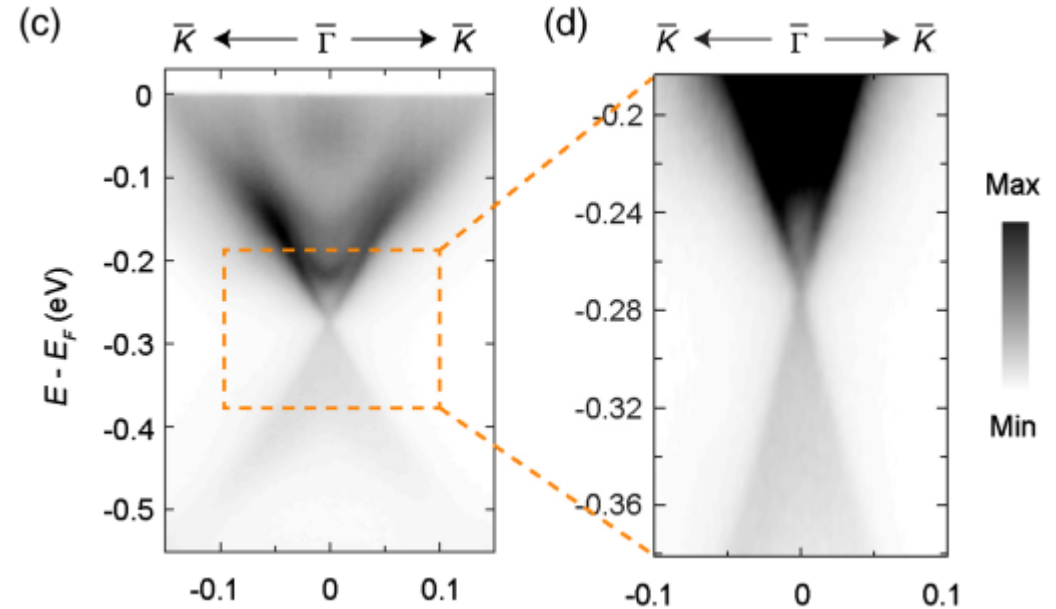 (c)
K̅ ← Γ̅ → K̅
0
-0.1
-0.2
-0.3
-0.4
-0.5
E - E_F (eV)
-0.1 0 0.1
(d)
K̅ ← Γ̅ → K̅
-0.2
-0.24
-0.28
-0.32
-0.36
-0.1 0 0.1
Max
Min